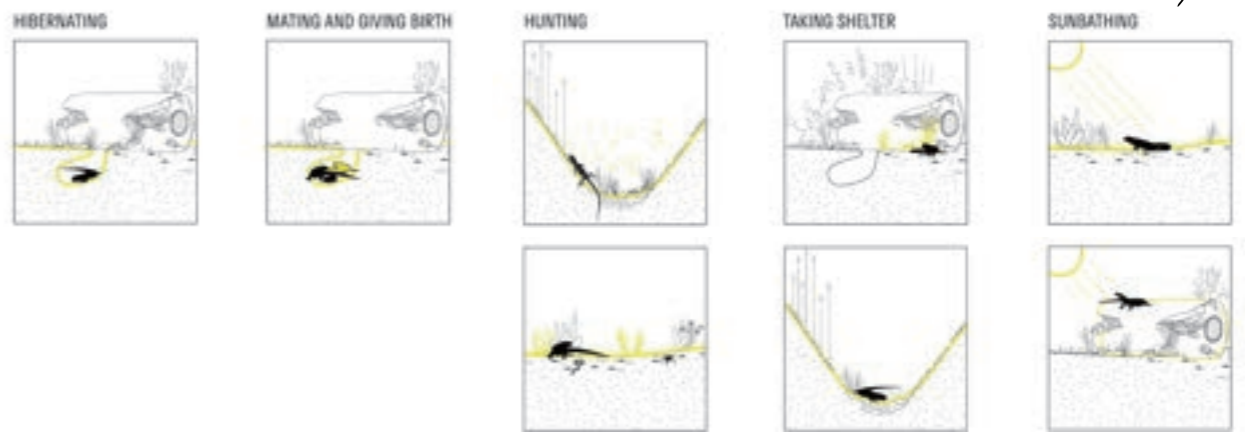 HIBERNATING
MATING AND GIVING BIRTH
HUNTING
TAKING SHELTER
SUNBATHING